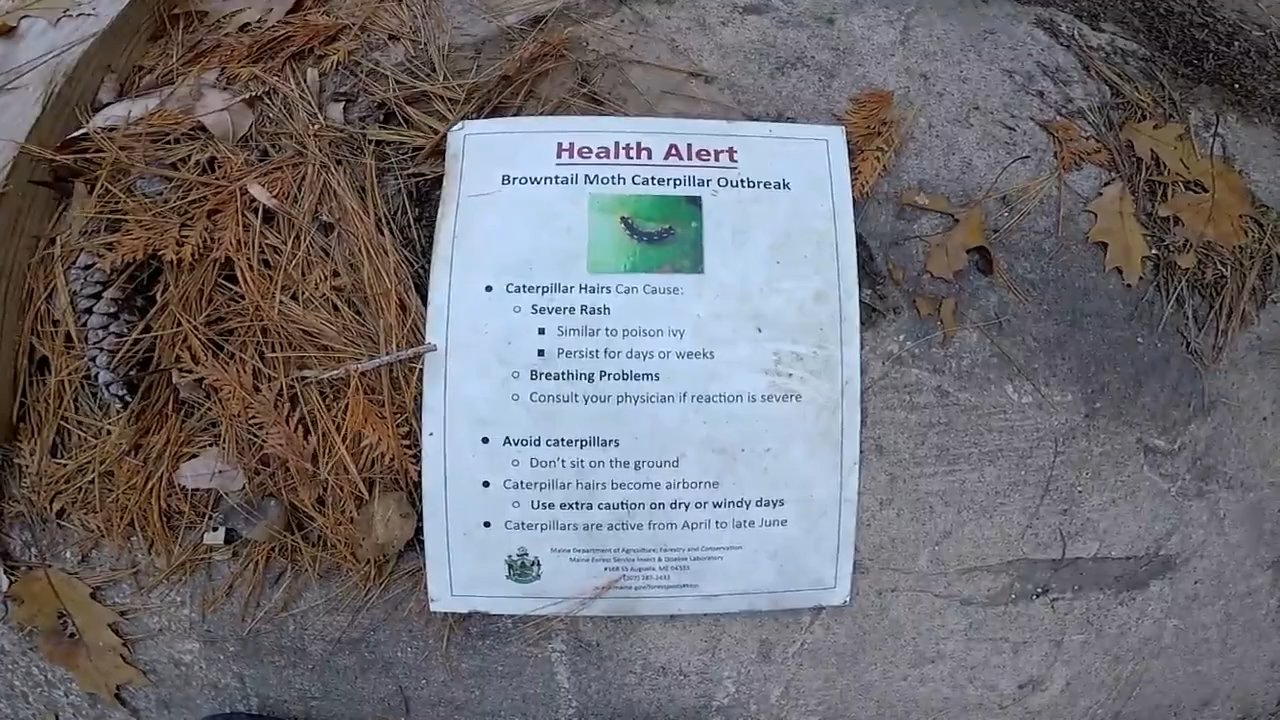 Health Alert
Browntail Moth Caterpillar Outbreak
● Caterpillar Hairs Can Cause:
○ Severe Rash
■ Similar to poison ivy
■ Persist for days or weeks
○ Breathing Problems
○ Consult your physician if reaction is severe
● Avoid caterpillars
○ Don't sit on the ground
● Caterpillar hairs become airborne
○ Use extra caution on dry or windy days
● Caterpillars are active from April to late June
Maine Department of Agriculture, Forestry and Conservation
Maine Forest Service Insect & Disease Laboratory
Augusta, ME